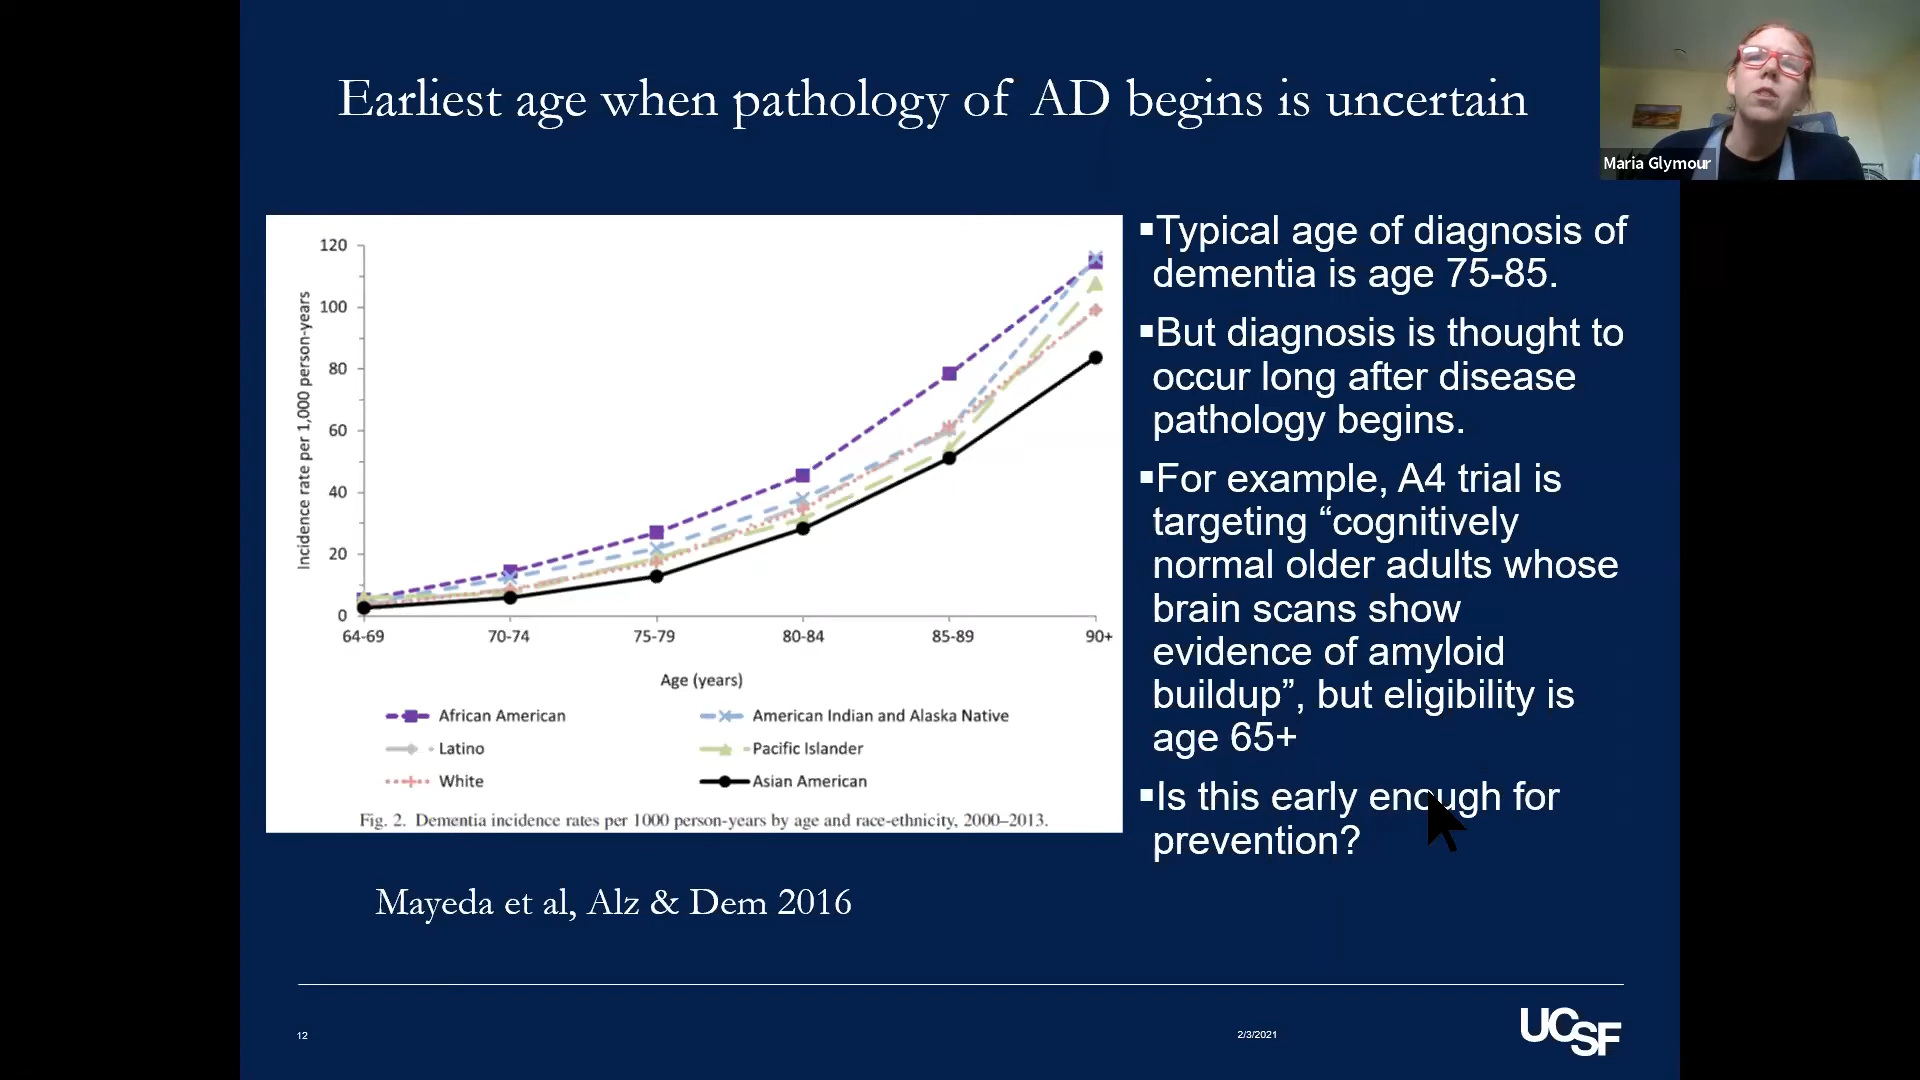 Earliest age when pathology of AD begins is uncertain
Maria Glymour
120
100
80
60
40
20
0
Incidence rate per 1,000 person-years
64-69 70-74 75-79 80-84 85-89 90+
Age (years)
African American
American Indian and Alaska Native
Latino
Pacific Islander
White
Asian American
Fig. 2. Dementia incidence rates per 1000 person-years by age and race-ethnicity, 2000–2013.
Mayeda et al, Alz & Dem 2016
▪Typical age of diagnosis of
dementia is age 75-85.
▪But diagnosis is thought to
occur long after disease
pathology begins.
▪For example, A4 trial is
targeting “cognitively
normal older adults whose
brain scans show
evidence of amyloid
buildup”, but eligibility is
age 65+
▪Is this early enough for
prevention?
12
2/3/2021
UCSF